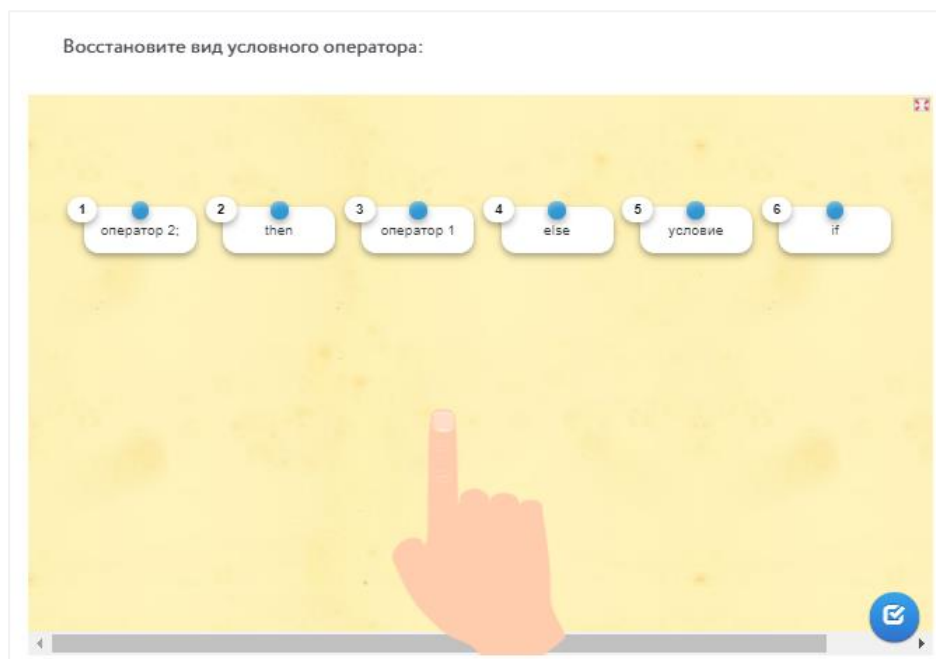 Восстановите вид условного оператора:
1 2 3 4 5 6
оператор 2; then оператор 1 else условие if